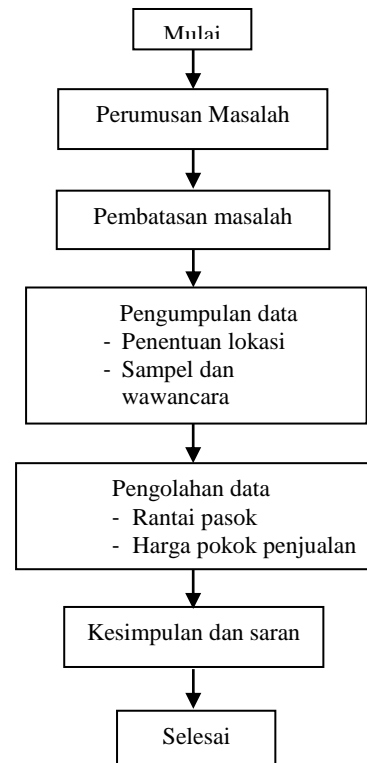 Mulai
Perumusan Masalah
Pembatasan masalah
Pengumpulan data
- Penentuan lokasi
- Sampel dan
wawancara
Pengolahan data
- Rantai pasok
- Harga pokok penjualan
Kesimpulan dan saran
Selesai